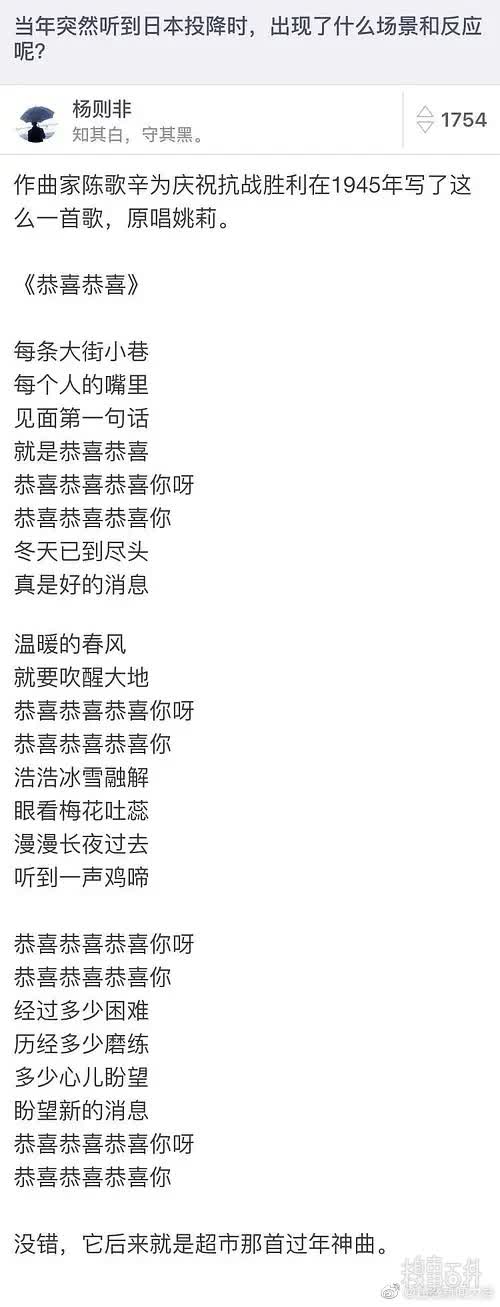 当年突然听到日本投降时，出现了什么场景和反应
呢?
杨则非
知其白，守其黑。
1754
作曲家陈歌辛为庆祝抗战胜利在1945年写了这
么一首歌，原唱姚莉。
《恭喜恭喜》
每条大街小巷
每个人的嘴里
见面第一句话
就是恭喜恭喜
恭喜恭喜恭喜你呀
恭喜恭喜恭喜你
冬天已到尽头
真是好的消息
温暖的春风
就要吹醒大地
恭喜恭喜恭喜你呀
恭喜恭喜恭喜你
浩浩冰雪融解
眼看梅花吐蕊
漫漫长夜过去
听到一声鸡啼
恭喜恭喜恭喜你呀
恭喜恭喜恭喜你
经过多少困难
历经多少磨练
多少心儿盼望
盼望新的消息
恭喜恭喜恭喜你呀
恭喜恭喜恭喜你
没错，它后来就是超市那首过年神曲。